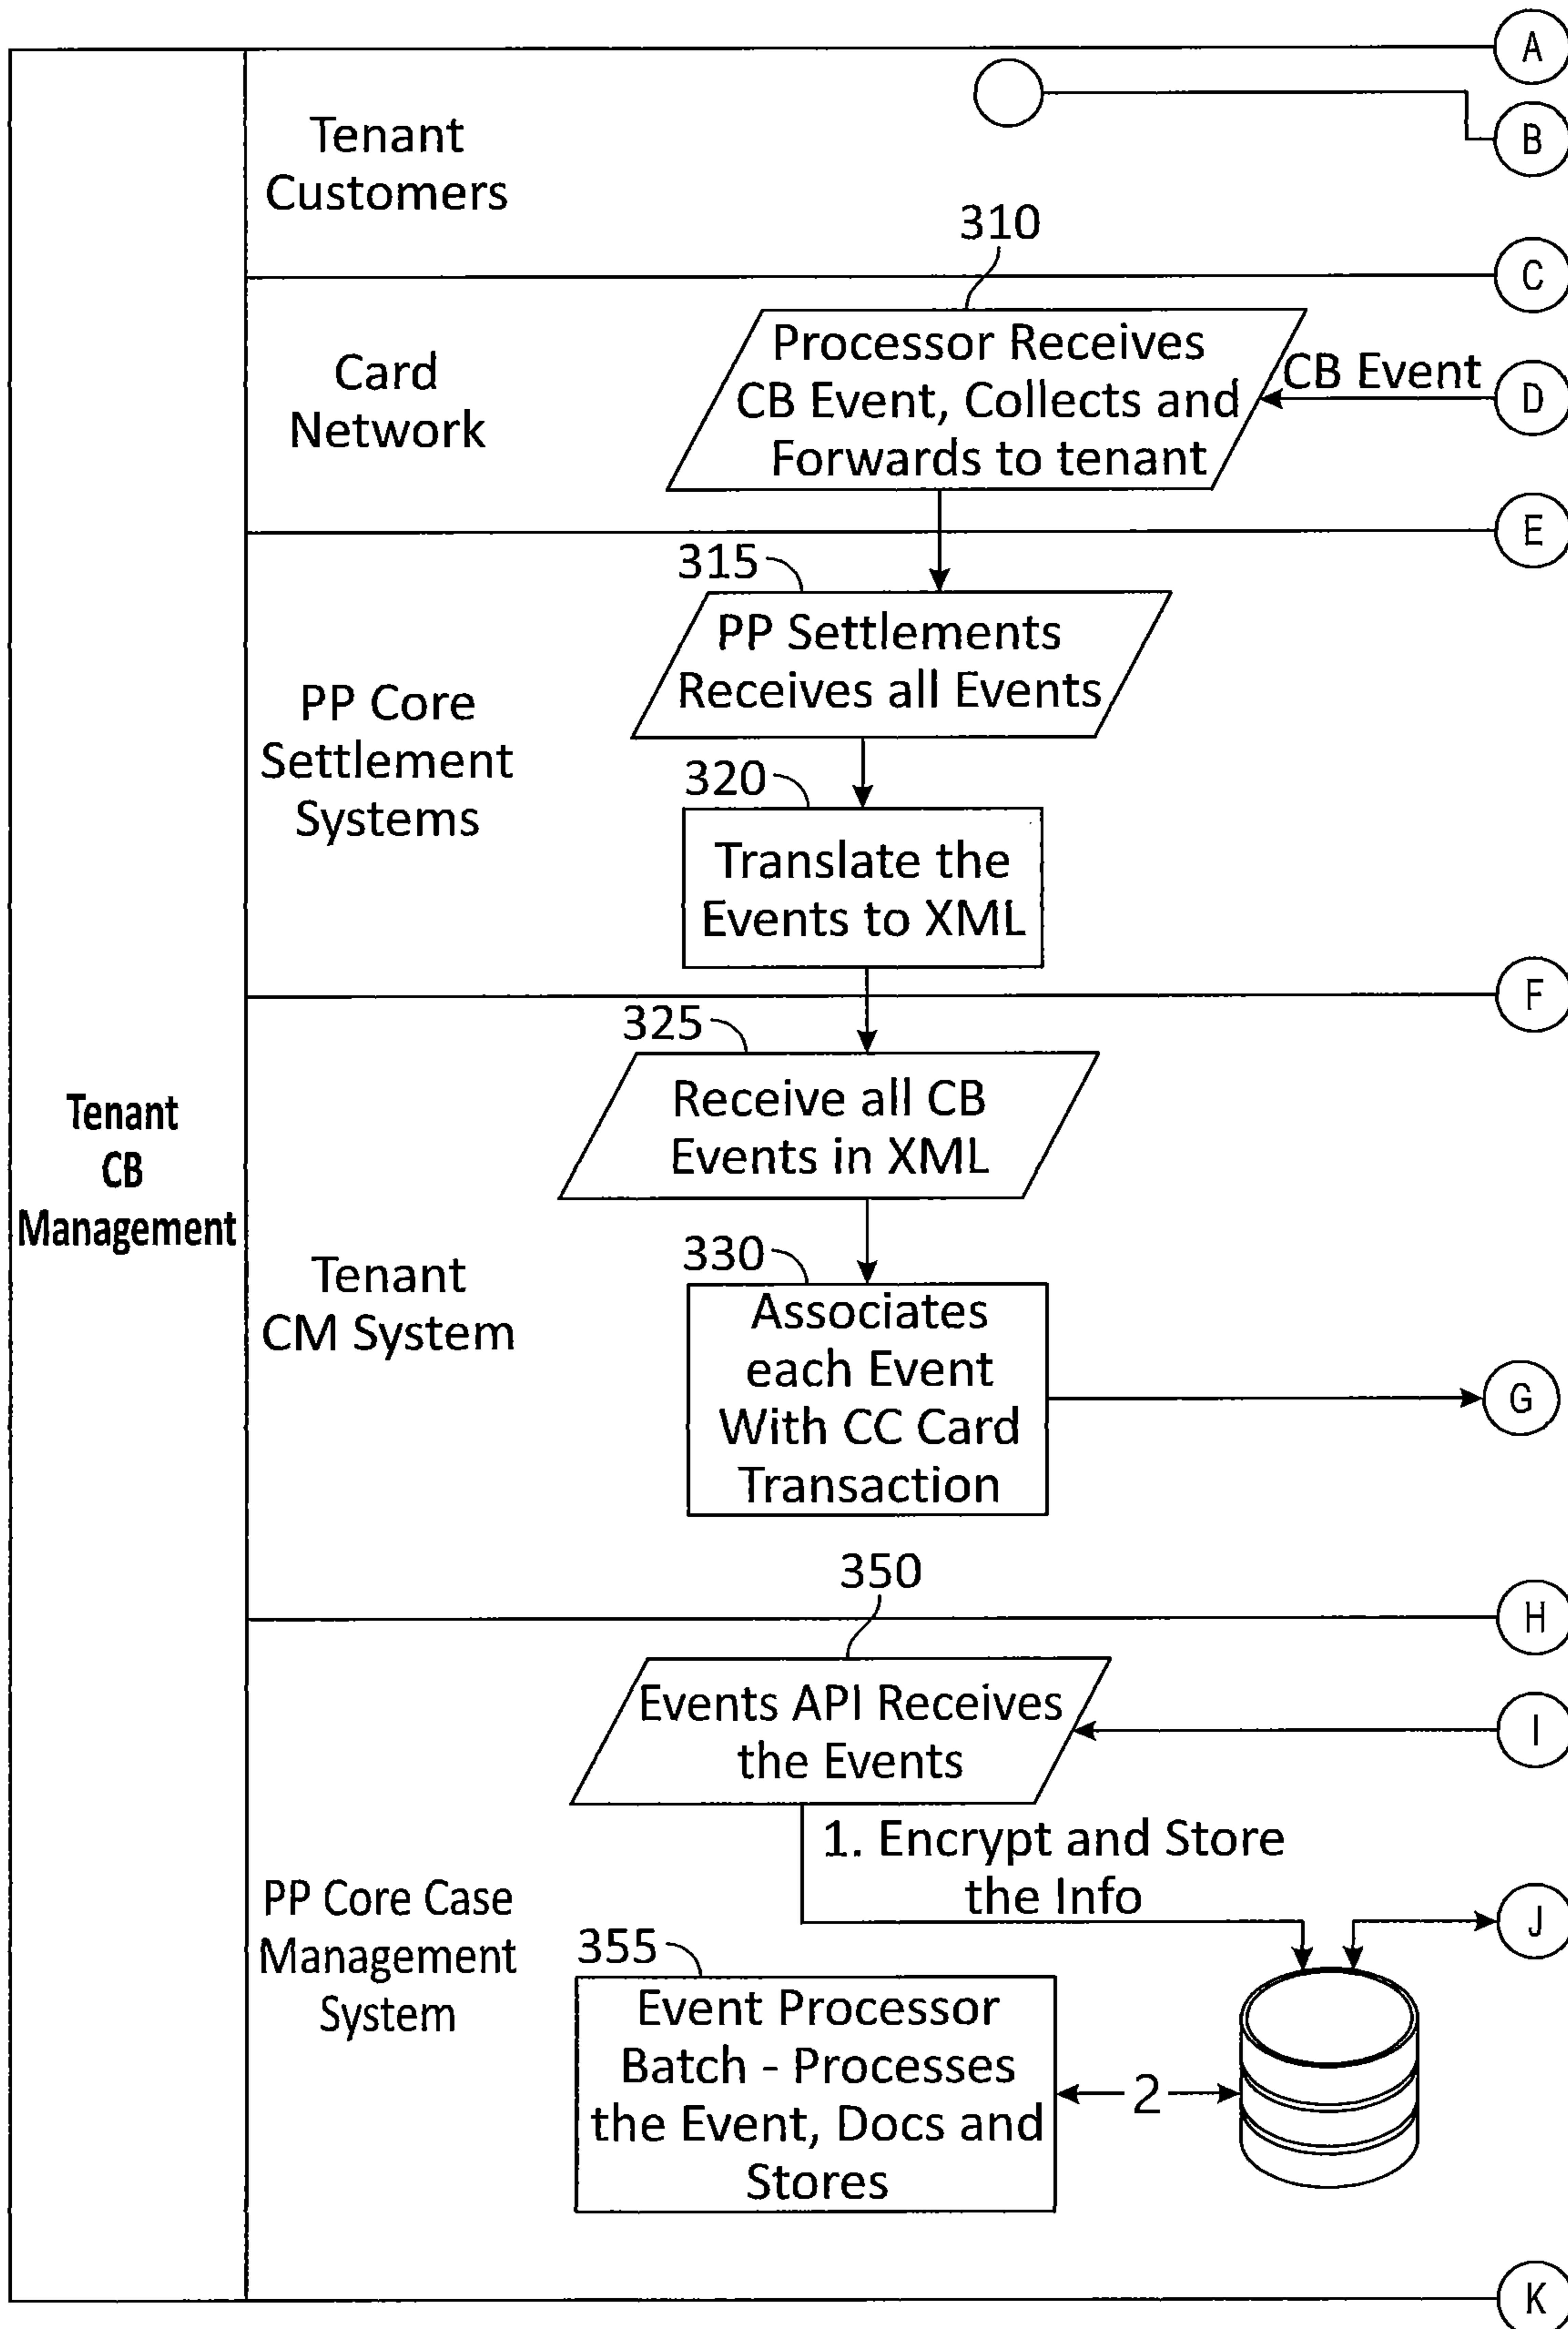 A
B
Tenant
Customers
310
C
Card
Network
Processor Receives
CB Event, Collects and
Forwards to tenant
CB Event
D
E
315
PP Core
Settlement
Systems
PP Settlements
Receives all Events
320
Translate the
Events to XML
F
325
Tenant
CB
Management
Receive all CB
Events in XML
330
Tenant
CM System
Associates
each Event
With CC Card
Transaction
G
350
H
Events API Receives
the Events
I
1. Encrypt and Store
the Info
J
PP Core Case
Management
System
355
Event Processor
Batch - Processes
the Event, Docs and
Stores
2
K